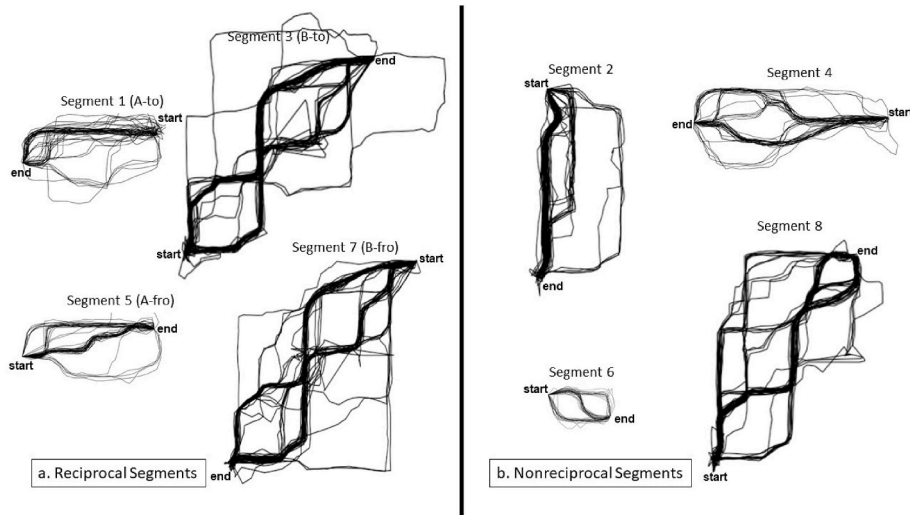 Segment 3 (B-to)
end
Segment 1 (A-to)
start
end
start
Segment 7 (B-fro)
start
Segment 5 (A-fro)
end
start
end
a. Reciprocal Segments
Segment 2
start
end
Segment 4
start
end
Segment 8
end
Segment 6
start
end
start
b. Nonreciprocal Segments